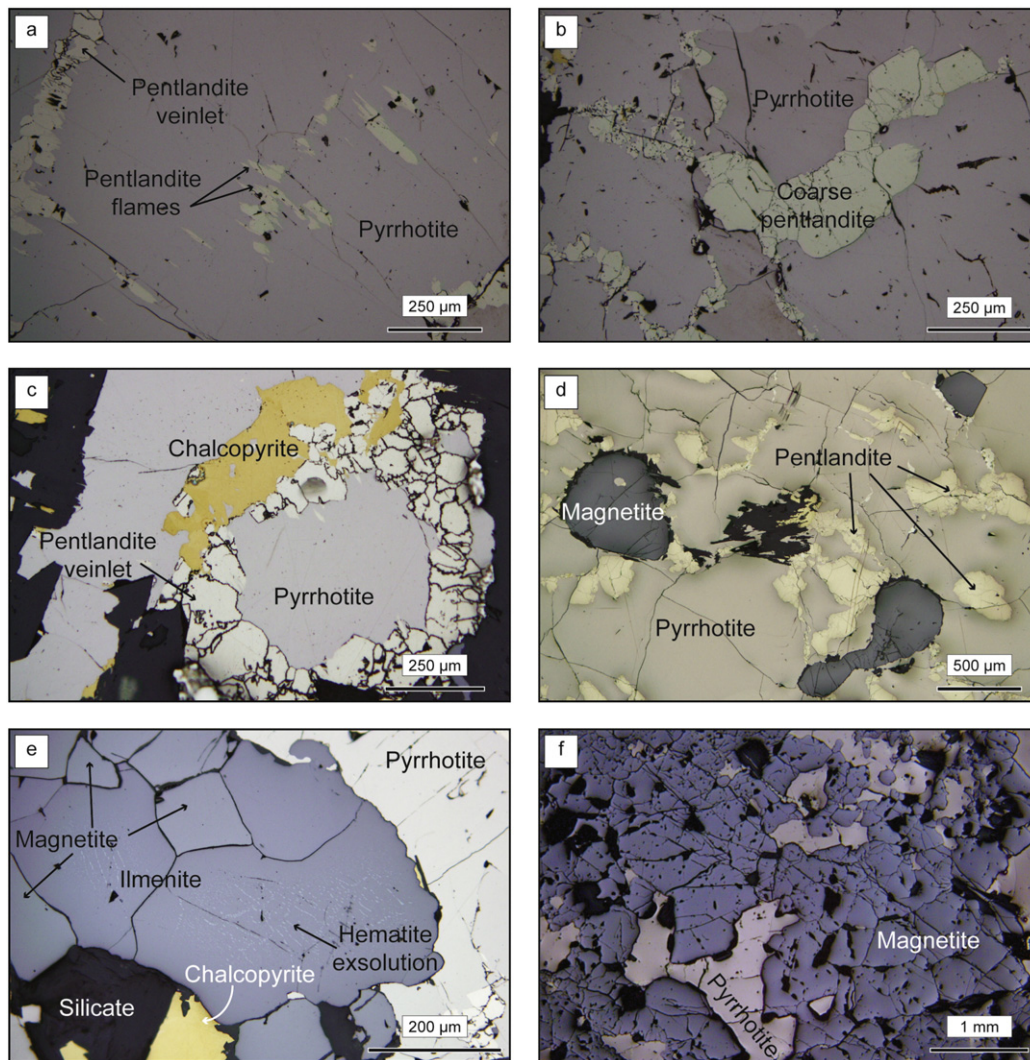 a
Pentlandite
veinlet
Pentlandite
flames
Pyrrhotite
250 µm
b
Pyrrhotite
Coarse
pentlandite
250 µm
c
Chalcopyrite
Pentlandite
veinlet
Pyrrhotite
250 µm
d
Pentlandite
Magnetite
Pyrrhotite
500 µm
e
Pyrrhotite
Magnetite
Ilmenite
Hematite
exsolution
Chalcopyrite
Silicate
200 µm
f
Magnetite
Pyrrhotite
1 mm